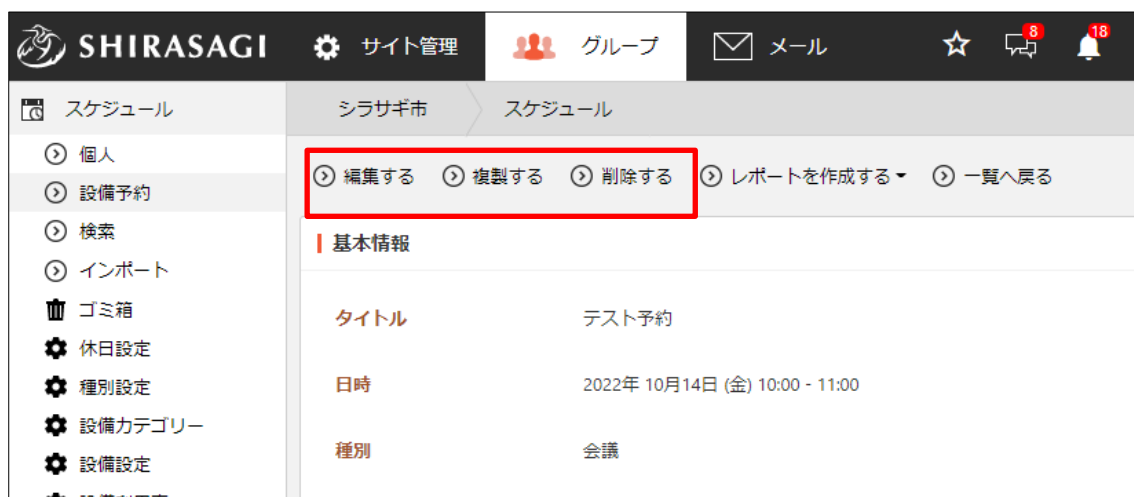 SHIRASAGI サイト管理 グループ メール 8 18
スケジュール
シラサギ市 スケジュール
個人
設備予約
検索
インポート
ゴミ箱
休日設定
種別設定
設備カテゴリー
設備設定
編集する 複製する 削除する レポートを作成する 一覧へ戻る
基本情報
タイトル テスト予約
日時 2022年 10月14日 (金) 10:00 - 11:00
種別 会議